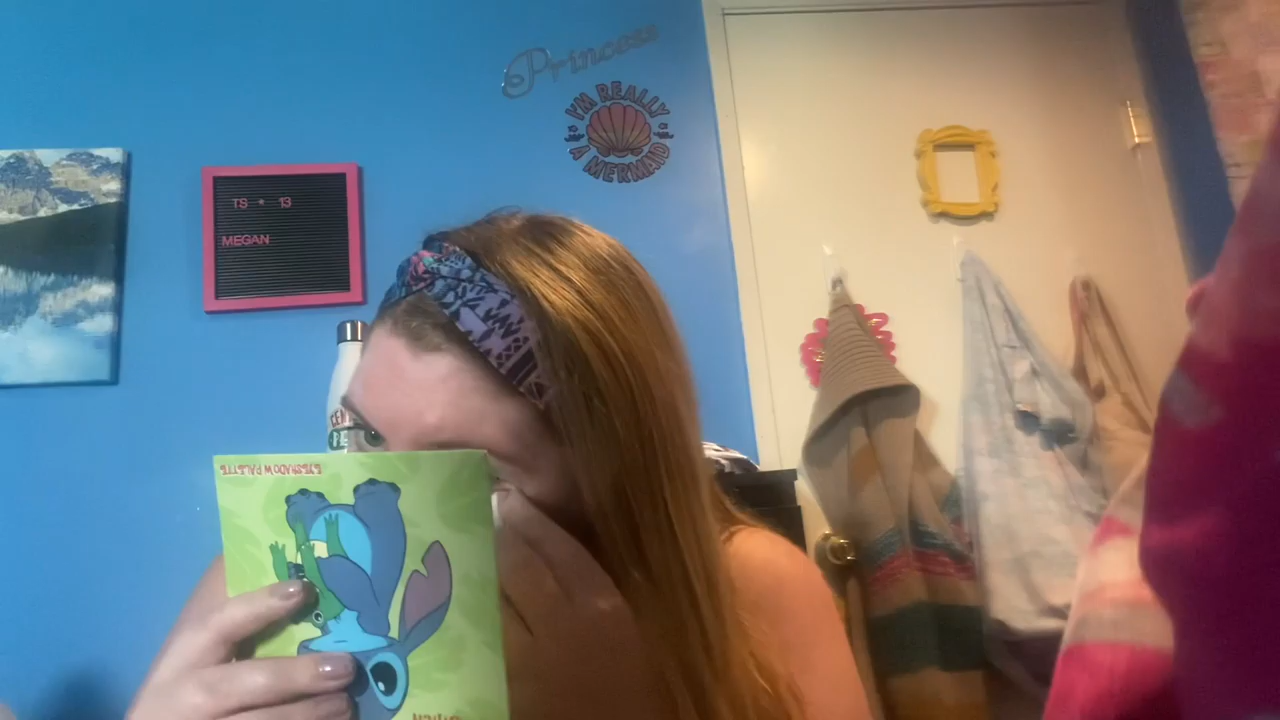 Princess
I'M REALLY
A MERMAID
TS * 13
MEGAN
EYESHADOW PALETTE